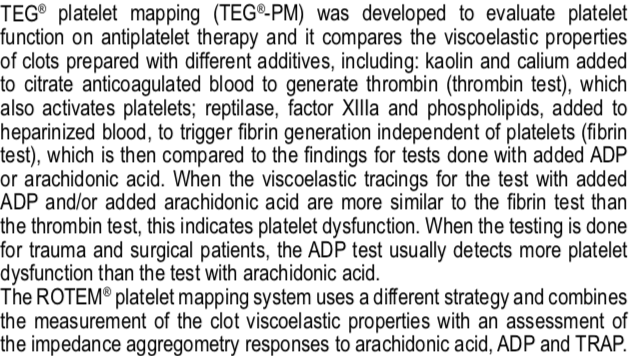 TEG® platelet mapping (TEG®-PM) was developed to evaluate platelet
function on antiplatelet therapy and it compares the viscoelastic properties
of clots prepared with different additives, including: kaolin and calium added
to citrate anticoagulated blood to generate thrombin (thrombin test), which
also activates platelets; reptilase, factor XIIIa and phospholipids, added to
heparinized blood, to trigger fibrin generation independent of platelets (fibrin
test), which is then compared to the findings for tests done with added ADP
or arachidonic acid. When the viscoelastic tracings for the test with added
ADP and/or added arachidonic acid are more similar to the fibrin test than
the thrombin test, this indicates platelet dysfunction. When the testing is done
for trauma and surgical patients, the ADP test usually detects more platelet
dysfunction than the test with arachidonic acid.
The ROTEM® platelet mapping system uses a different strategy and combines
the measurement of the clot viscoelastic properties with an assessment of
the impedance aggregometry responses to arachidonic acid, ADP and TRAP.